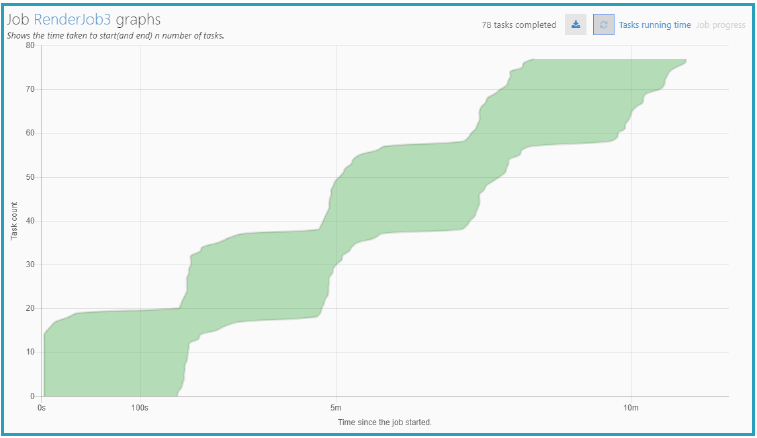 Job RenderJob3 graphs
Shows the time taken to start(and end) n number of tasks.
78 tasks completed
Tasks running time Job progress
80
70
60
50
40
30
20
10
0
Task count
0s 100s 5m 10m
Time since the job started.